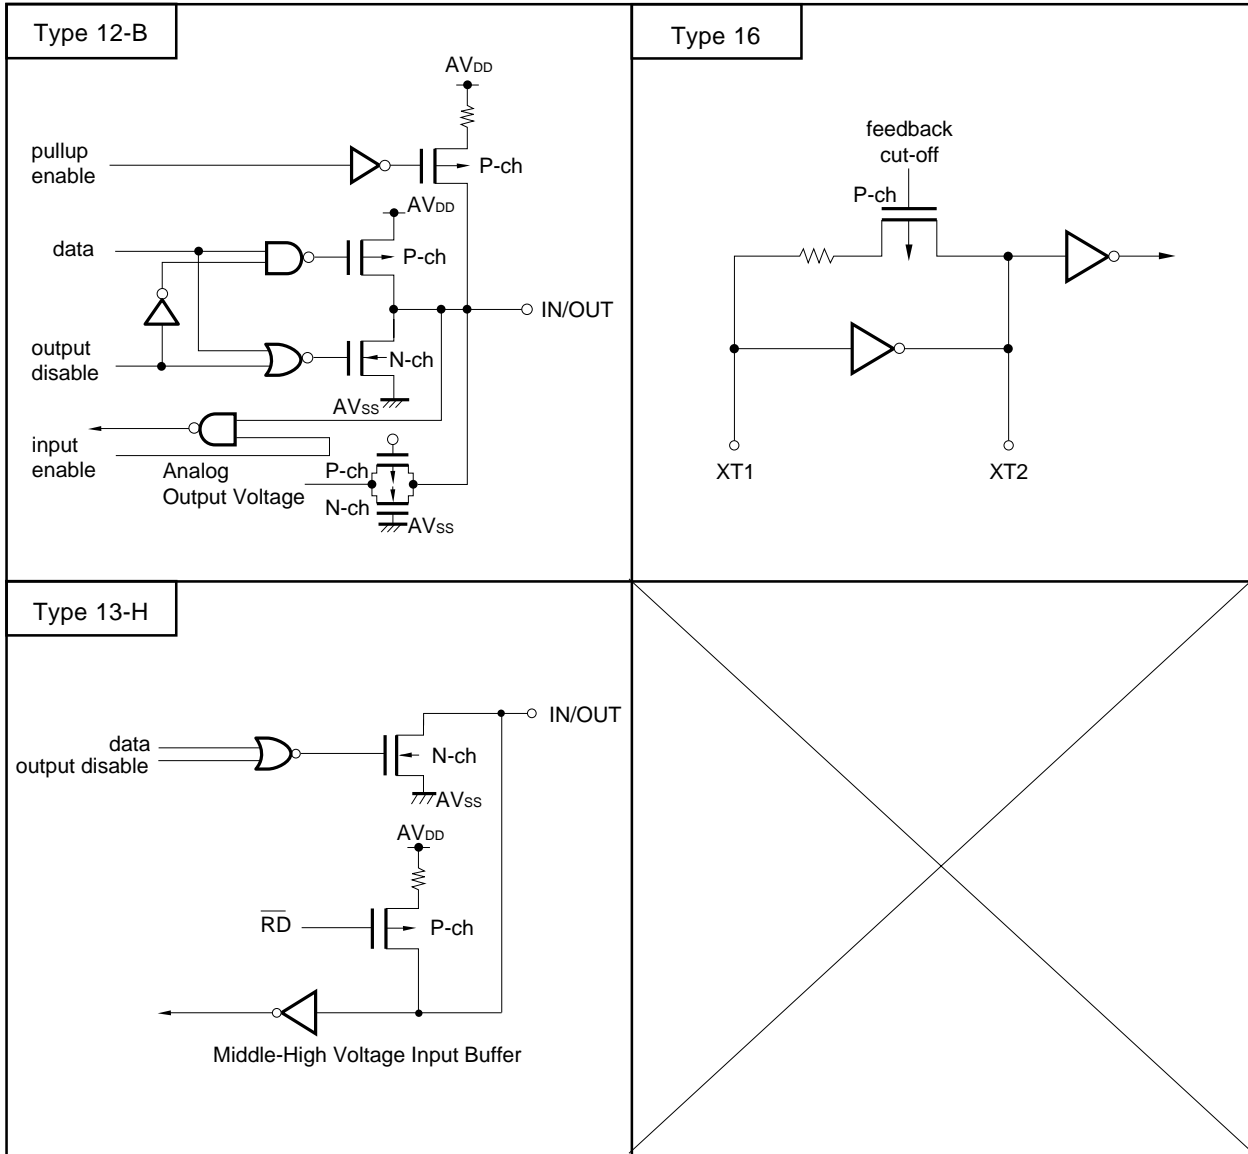 Type 12-B
AVDD
pullup
enable
P-ch
AVDD
data
P-ch
IN/OUT
output
disable
N-ch
AVSS
input
enable
Analog
Output Voltage
P-ch
N-ch
AVSS
Type 16
feedback
cut-off
P-ch
XT1
XT2
Type 13-H
IN/OUT
data
output disable
N-ch
AVSS
AVDD
R̅D̅
P-ch
Middle-High Voltage Input Buffer